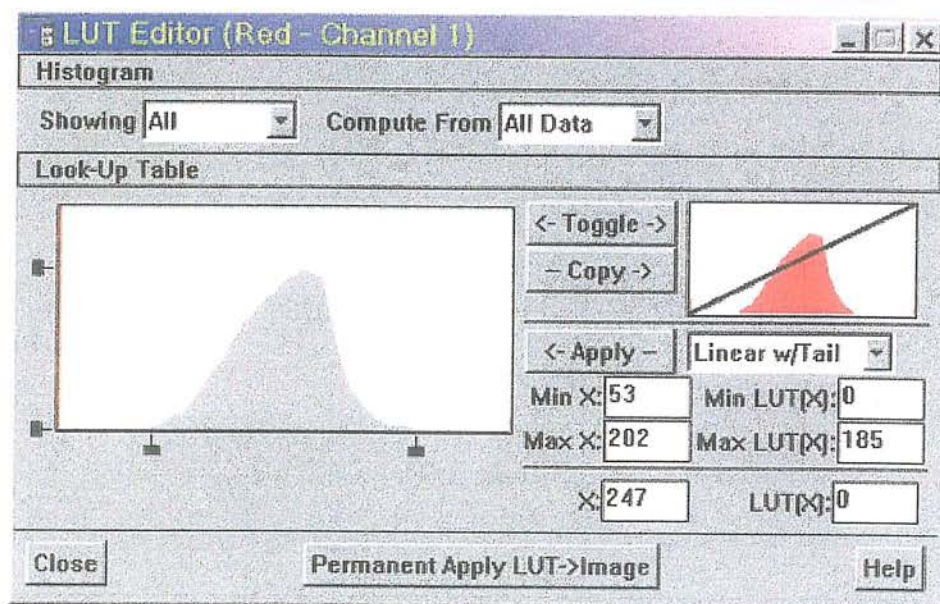 LUT Editor (Red - Channel 1)
Histogram
Showing All Compute From All Data
Look-Up Table
<- Toggle ->
– Copy ->
<- Apply – Linear w/Tail
Min X: 53 Min LUT(X): 0
Max X: 202 Max LUT(X): 185
X: 247 LUT(X): 0
Close Permanent Apply LUT->Image Help